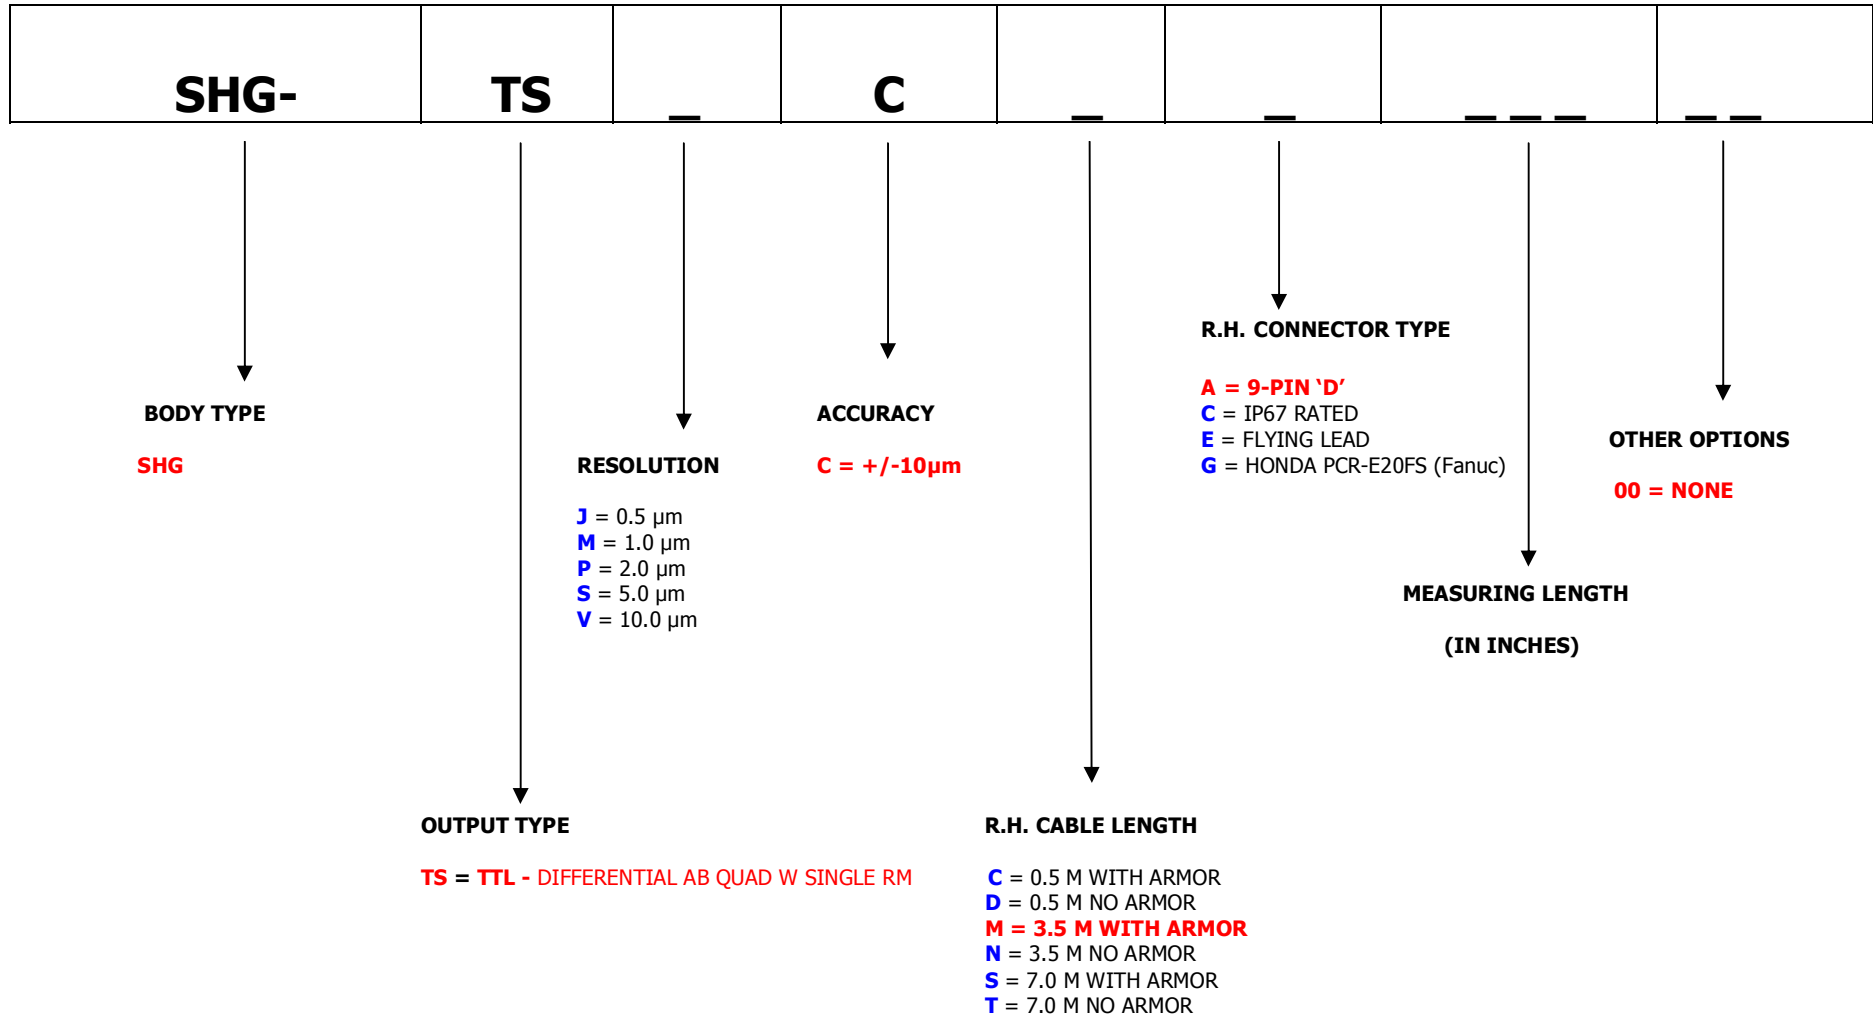 SHG- TS _ C _ _ _ _ _ _ _
BODY TYPE
SHG
OUTPUT TYPE
TS = TTL - DIFFERENTIAL AB QUAD W SINGLE RM
RESOLUTION
J = 0.5 µm
M = 1.0 µm
P = 2.0 µm
S = 5.0 µm
V = 10.0 µm
ACCURACY
C = +/-10µm
R.H. CABLE LENGTH
C = 0.5 M WITH ARMOR
D = 0.5 M NO ARMOR
M = 3.5 M WITH ARMOR
N = 3.5 M NO ARMOR
S = 7.0 M WITH ARMOR
T = 7.0 M NO ARMOR
R.H. CONNECTOR TYPE
A = 9-PIN ‘D’
C = IP67 RATED
E = FLYING LEAD
G = HONDA PCR-E20FS (Fanuc)
MEASURING LENGTH
(IN INCHES)
OTHER OPTIONS
00 = NONE